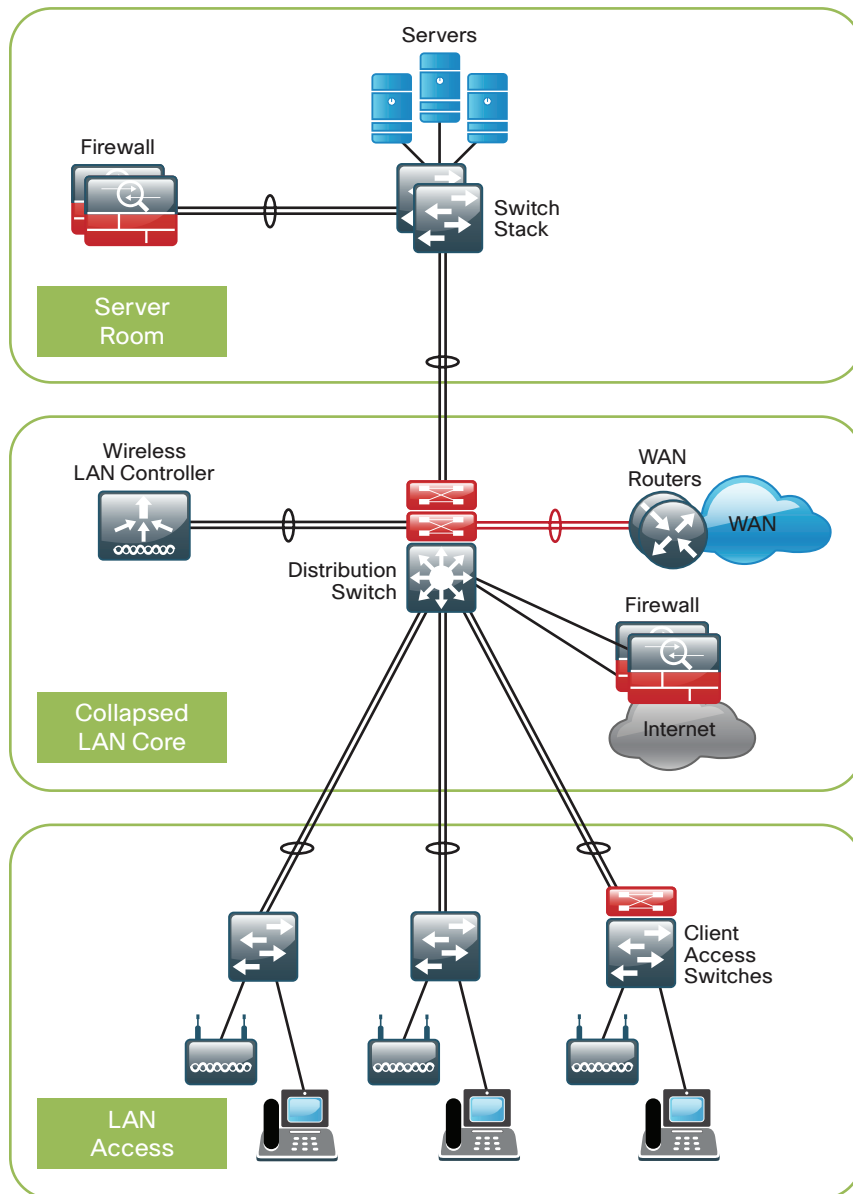 Servers
Firewall
Switch
Stack
Server
Room
Wireless
LAN Controller
WAN
Routers
WAN
Distribution
Switch
Firewall
Internet
Collapsed
LAN Core
Client
Access
Switches
LAN
Access